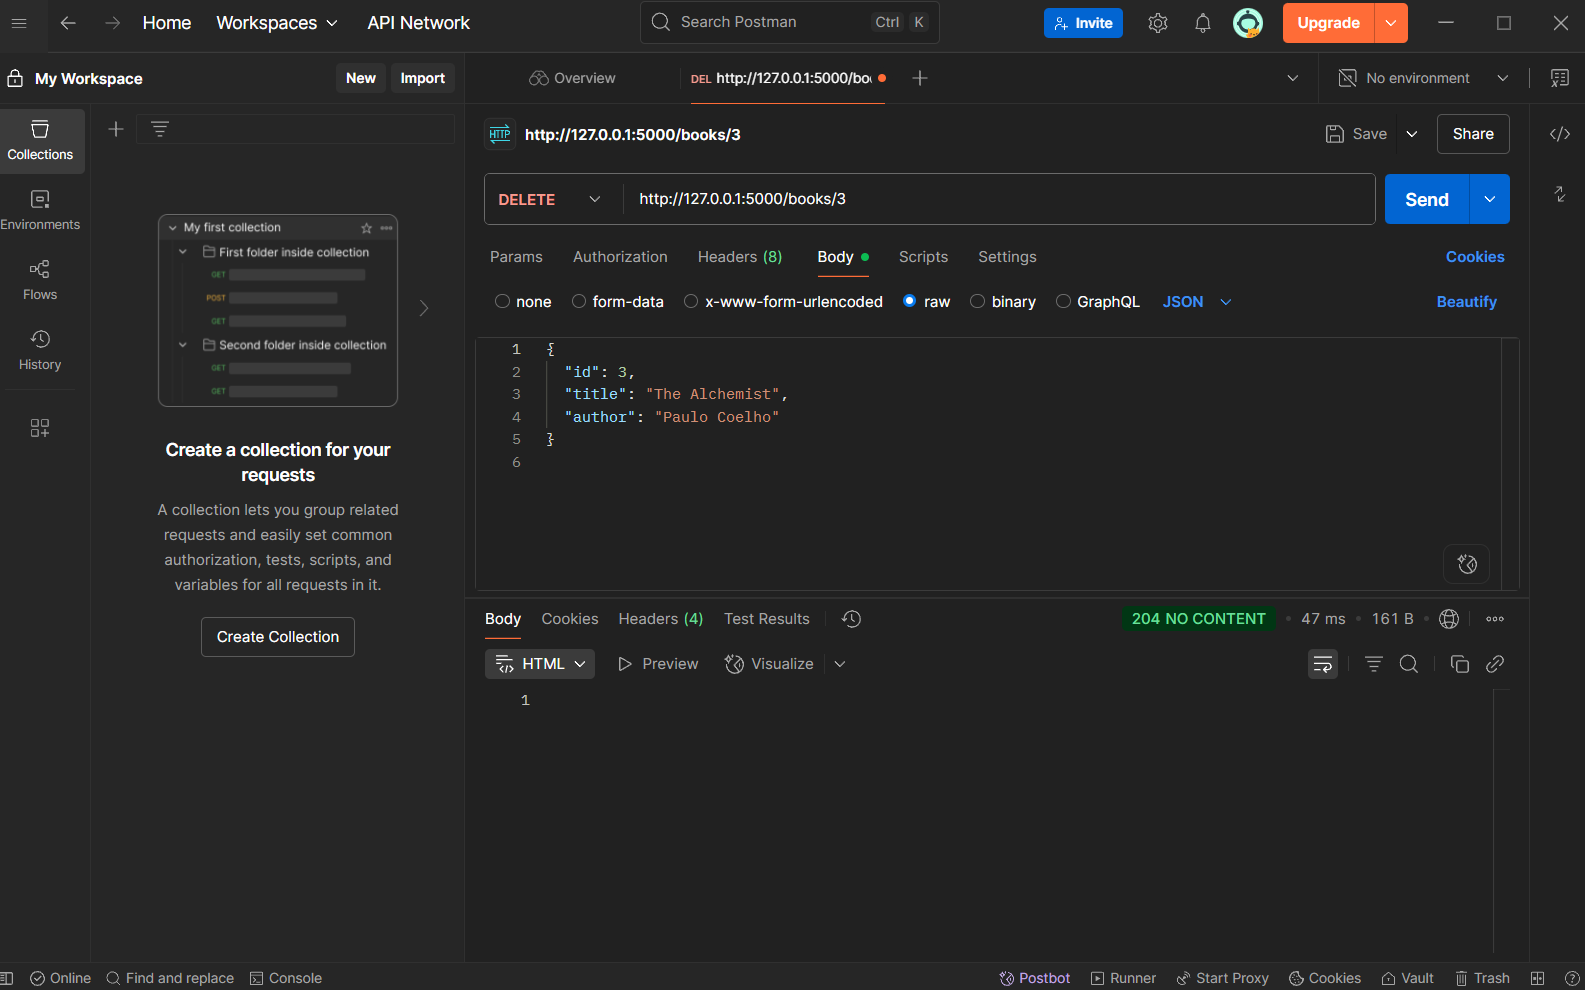 Home Workspaces API Network Search Postman Ctrl K Invite Upgrade
My Workspace New Import Overview DEL http://127.0.0.1:5000/bo No environment
Collections
Environments
Flows
History
My first collection
First folder inside collection
GET
POST
GET
Second folder inside collection
GET
GET
Create a collection for your
requests
A collection lets you group related
requests and easily set common
authorization, tests, scripts, and
variables for all requests in it.
Create Collection
HTTP http://127.0.0.1:5000/books/3 Save Share
DELETE http://127.0.0.1:5000/books/3 Send
Params Authorization Headers (8) Body Scripts Settings Cookies
none form-data x-www-form-urlencoded raw binary GraphQL JSON Beautify
1 {
2 "id": 3,
3 "title": "The Alchemist",
4 "author": "Paulo Coelho"
5 }
6
Body Cookies Headers (4) Test Results 204 NO CONTENT 47 ms 161 B
HTML Preview Visualize
1
Online Find and replace Console Postbot Runner Start Proxy Cookies Vault Trash